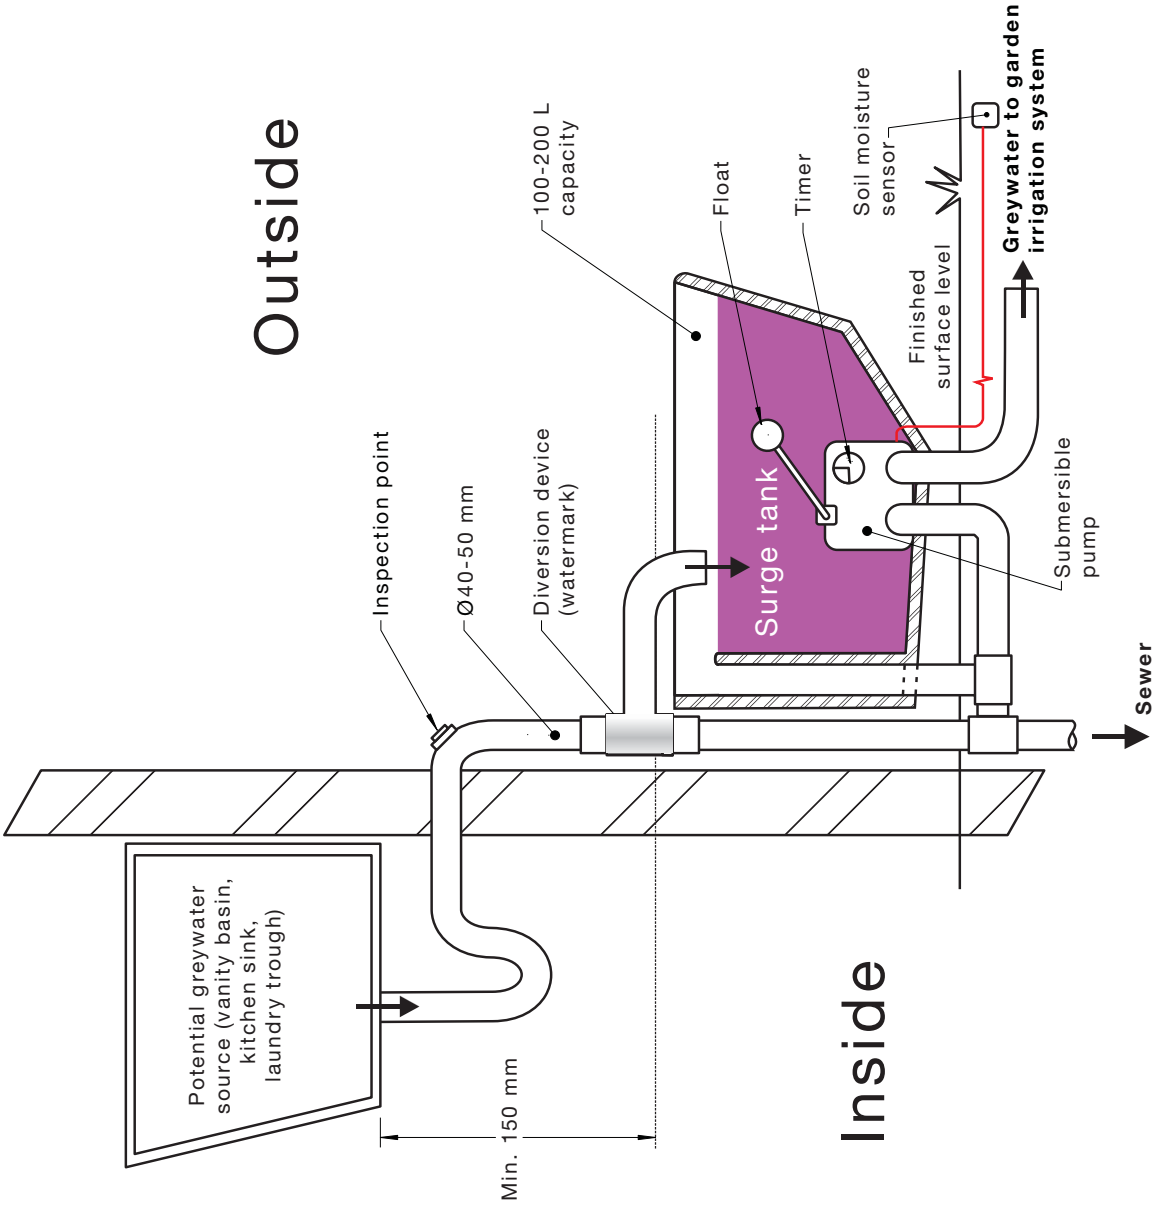 Outside
Inspection point
Ø40-50 mm
Diversion device
(watermark)
100-200 L
capacity
Float
Timer
Soil moisture
sensor
Greywater to garden
irrigation system
Finished
surface level
Surge tank
Submersible
pump
Sewer
Potential greywater
source (vanity basin,
kitchen sink,
laundry trough)
Min. 150 mm
Inside